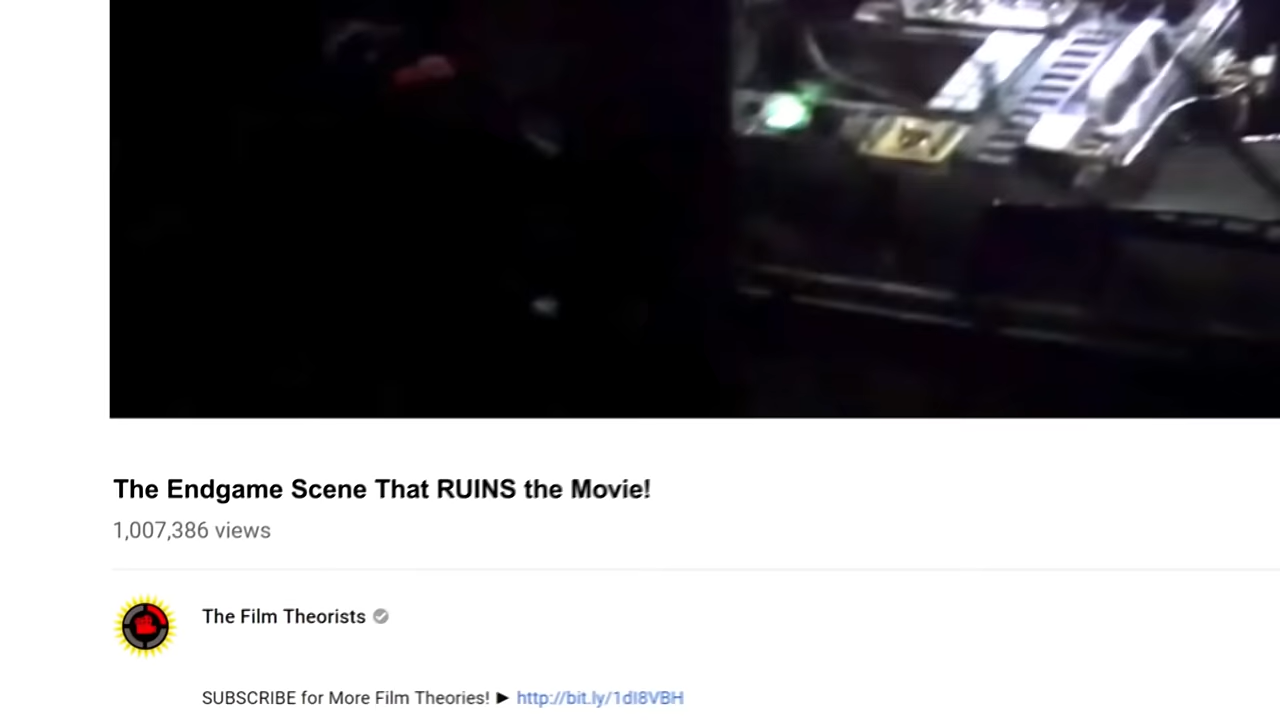 The Endgame Scene That RUINS the Movie!
1,007,386 views
The Film Theorists
SUBSCRIBE for More Film Theories! ► http://bit.ly/1dI8VBH